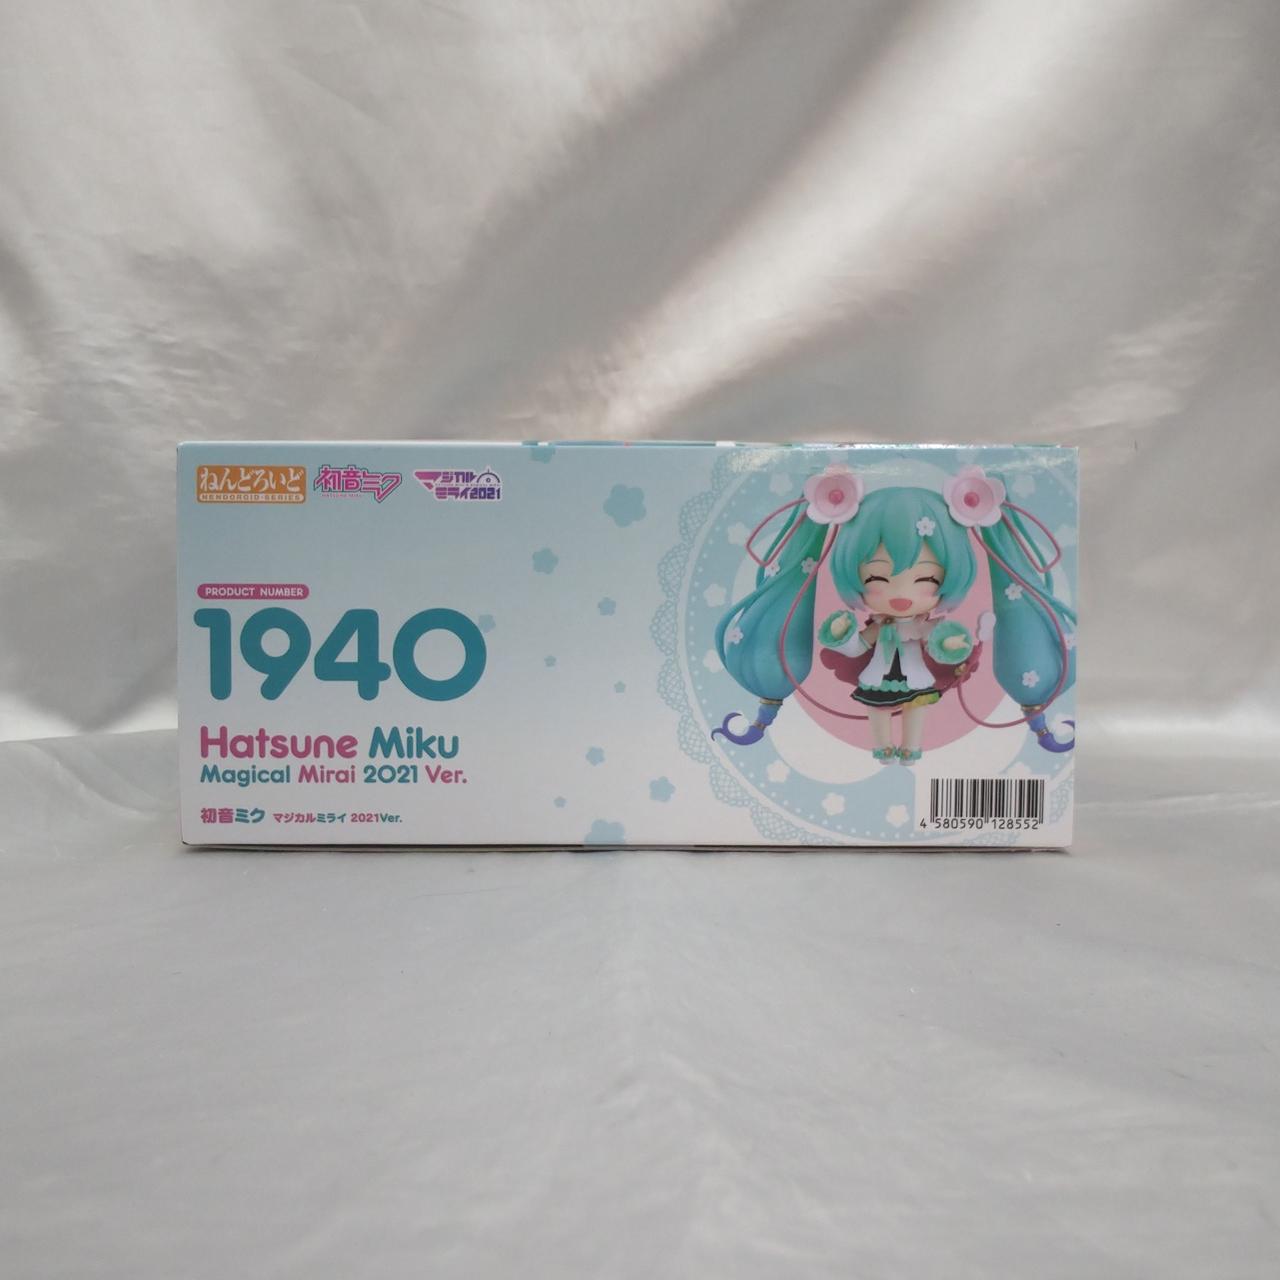 ねんどろいど
NENDOROID-SERIES
初音ミク
HATSUNE MIKU
マジカル
ミライ2021
PRODUCT NUMBER
1940
Hatsune Miku
Magical Mirai 2021 Ver.
初音ミク マジカルミライ 2021Ver.
4 580590 128552